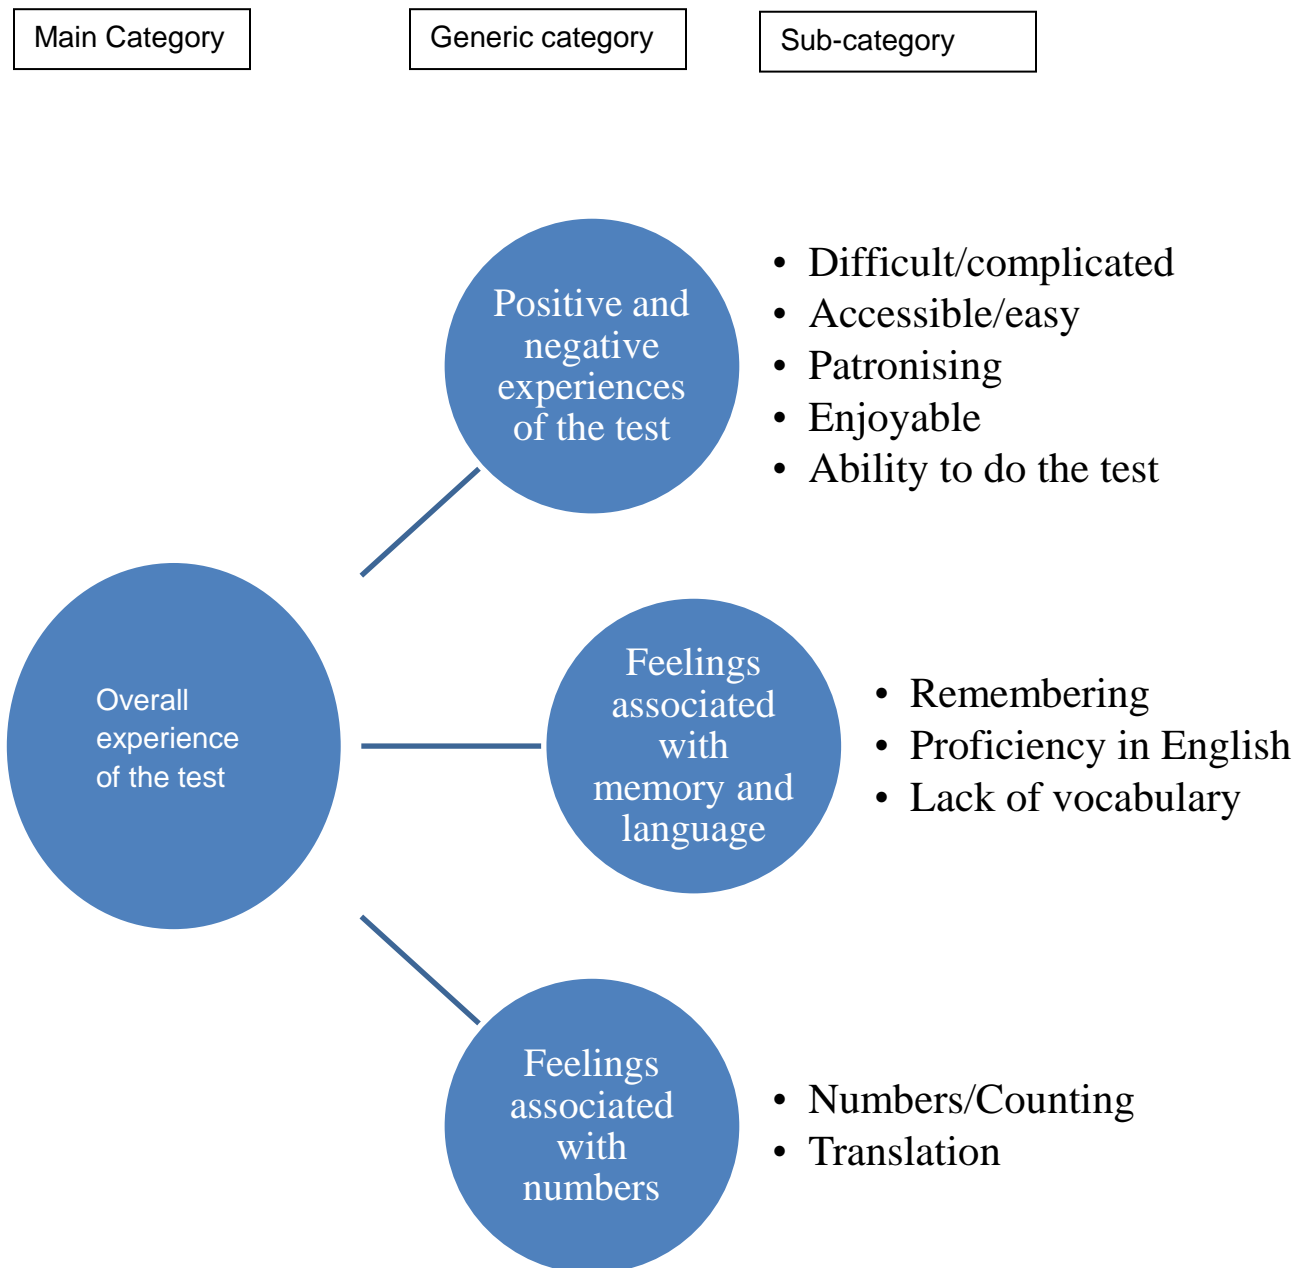 Main Category
Generic category
Sub-category
Positive and
negative
experiences
of the test
• Difficult/complicated
• Accessible/easy
• Patronising
• Enjoyable
• Ability to do the test
Overall
experience
of the test
Feelings
associated
with
memory and
language
• Remembering
• Proficiency in English
• Lack of vocabulary
Feelings
associated
with
numbers
• Numbers/Counting
• Translation